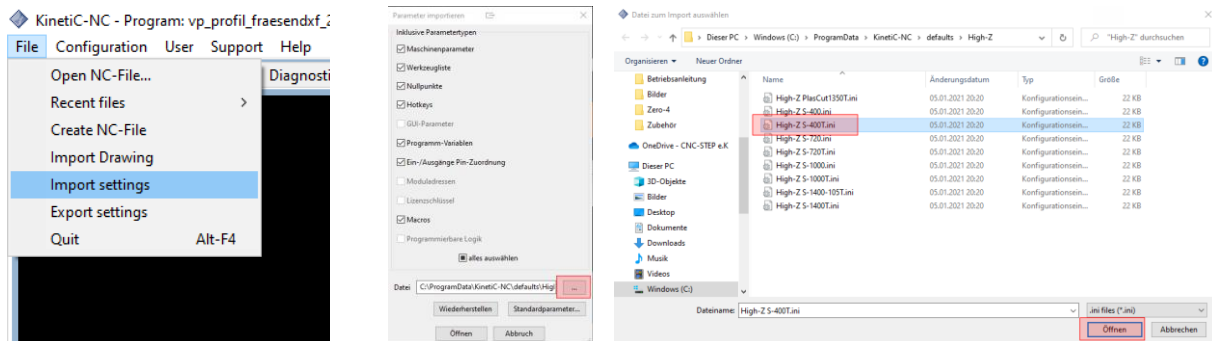 KinetiC-NC - Program: vp_profil_fraesendxf_2
File Configuration User Support Help
Open NC-File...
Diagnosti
Recent files >
Create NC-File
Import Drawing
Import settings
Export settings
Quit Alt-F4
Parameter importieren
Inklusive Parametertypen
Maschinenparameter
Werkzeugliste
Nullpunkte
Hotkeys
GUI-Parameter
Programm-Variablen
Ein-/Ausgänge Pin-Zuordnung
Moduladressen
Lizenzschlüssel
Macros
Programmierbare Logik
alles auswählen
Datei C:\ProgramData\KinetiC-NC\defaults\Higl ...
Wiederherstellen Standardparameter...
Öffnen Abbruch
Datei zum Import auswählen
Dieser PC > Windows (C:) > ProgramData > KinetiC-NC > defaults > High-Z
"High-Z" durchsuchen
Organisieren Neuer Ordner
Betriebsanleitung
Bilder
Zero-4
Zubehör
OneDrive - CNC-STEP e.K
Dieser PC
3D-Objekte
Bilder
Desktop
Dokumente
Downloads
Musik
Videos
Windows (C:)
Name Änderungsdatum Typ Größe
High-Z PlasCut1350T.ini 05.01.2021 20:20 Konfigurationsein... 22 KB
High-Z S-400.ini 05.01.2021 20:20 Konfigurationsein... 22 KB
High-Z S-400T.ini 05.01.2021 20:20 Konfigurationsein... 22 KB
High-Z S-720.ini 05.01.2021 20:20 Konfigurationsein... 22 KB
High-Z S-720T.ini 05.01.2021 20:20 Konfigurationsein... 22 KB
High-Z S-1000.ini 05.01.2021 20:20 Konfigurationsein... 22 KB
High-Z S-1000T.ini 05.01.2021 20:20 Konfigurationsein... 22 KB
High-Z S-1400-105T.ini 05.01.2021 20:20 Konfigurationsein... 22 KB
High-Z S-1400T.ini 05.01.2021 20:20 Konfigurationsein... 22 KB
Dateiname: High-Z S-400T.ini .ini files (*.ini)
Öffnen Abbrechen